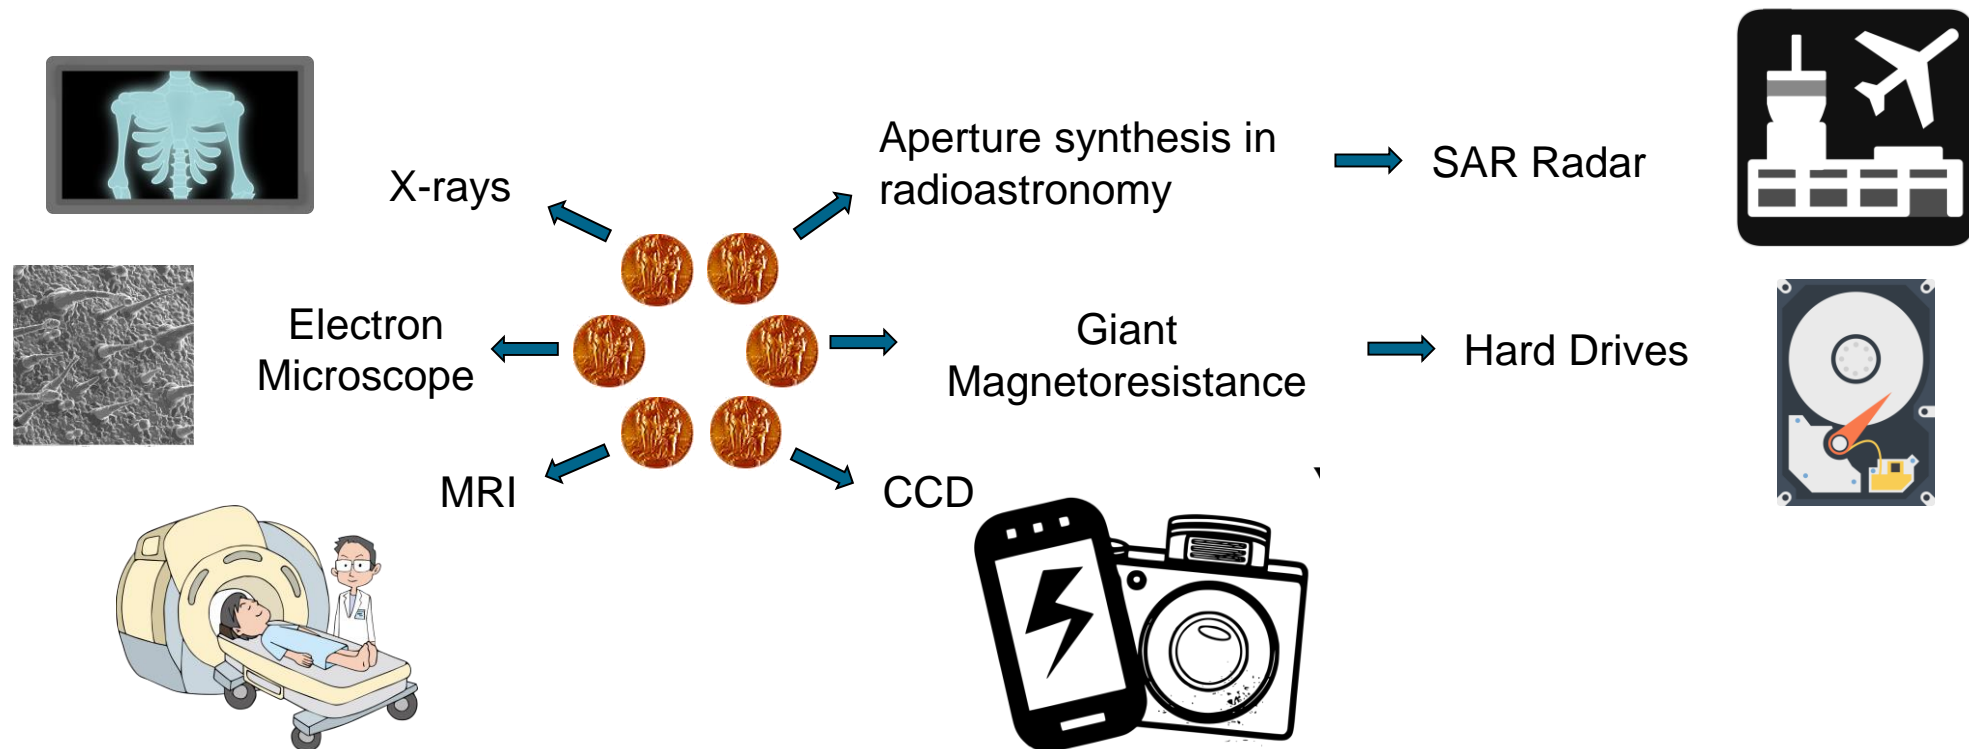 X-rays
Aperture synthesis in
radioastronomy
SAR Radar
Electron
Microscope
Giant
Magnetoresistance
Hard Drives
MRI
CCD